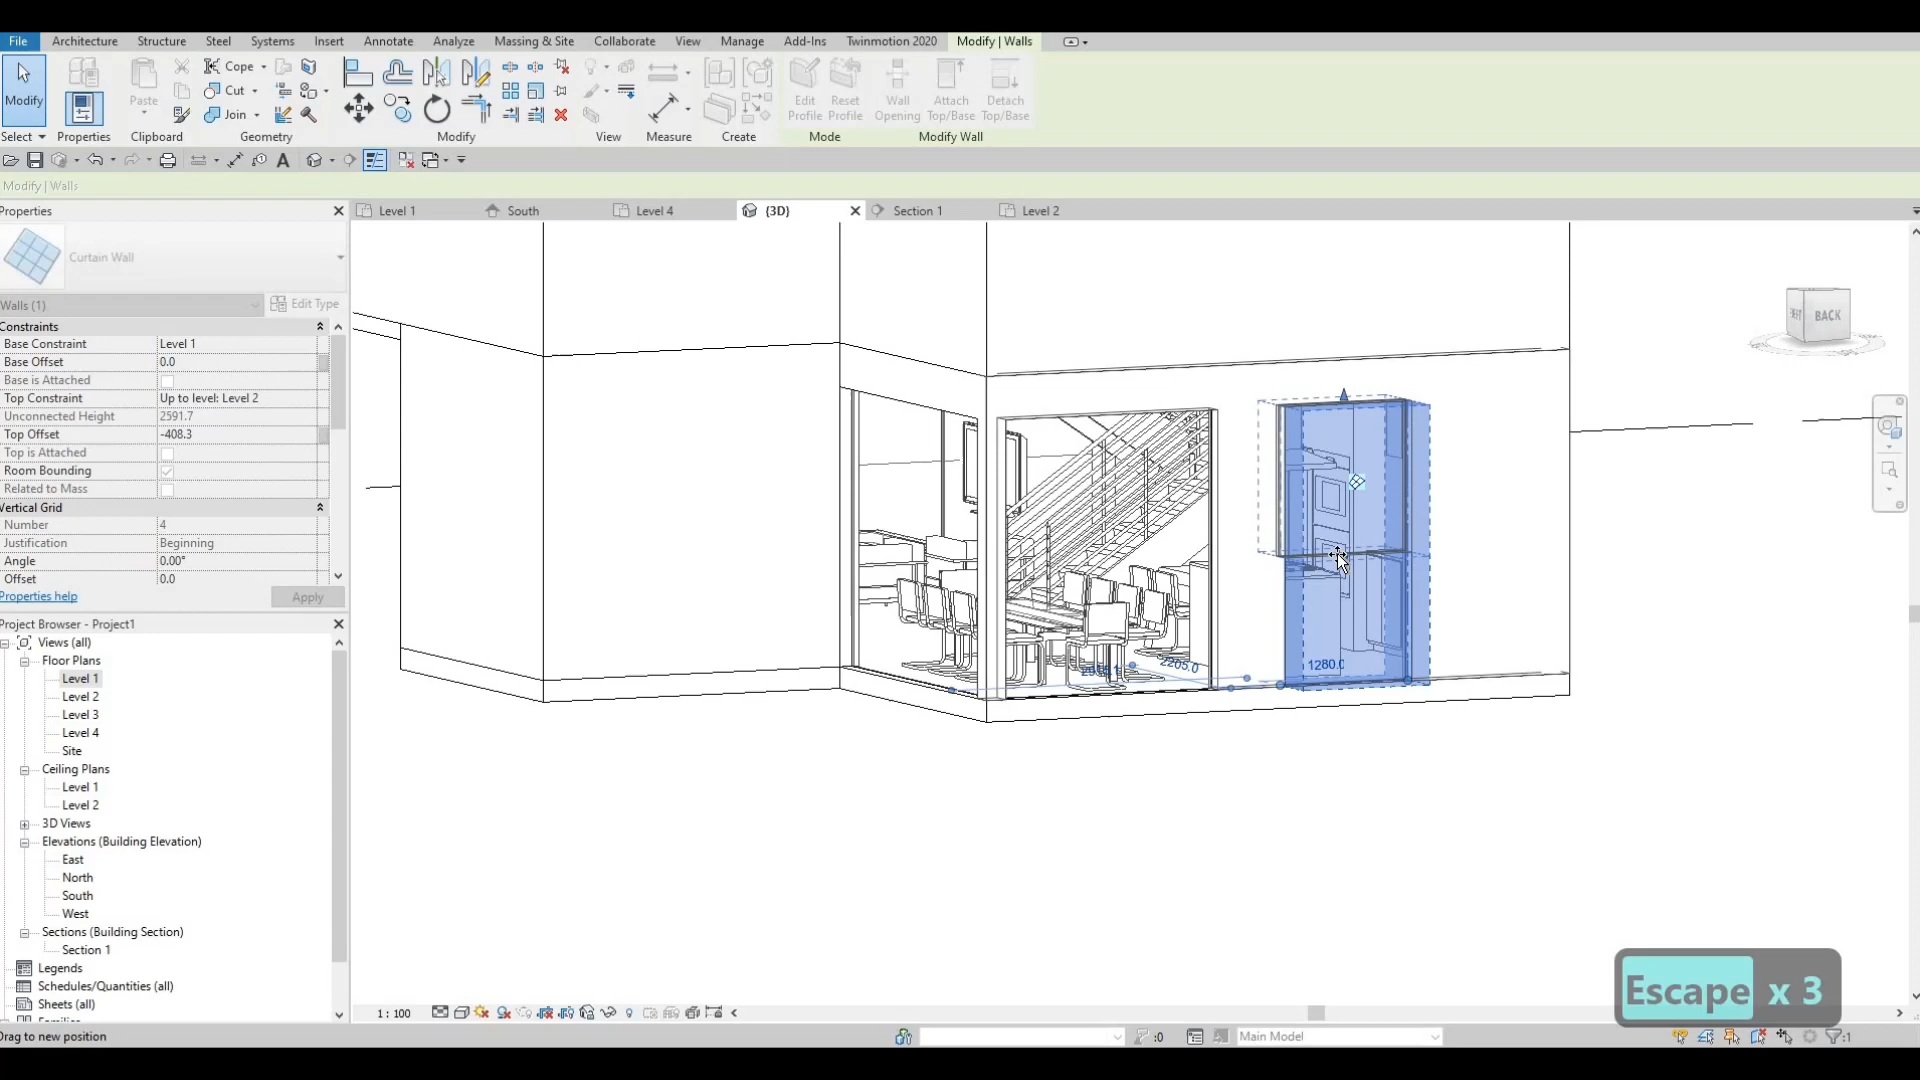 File Architecture Structure Steel Systems Insert Annotate Analyze Massing & Site Collaborate View Manage Add-Ins Twinmotion 2020 Modify | Walls
Modify
Select
Properties
Paste
Clipboard
Cope
Cut
Join
Geometry
Modify
View
Measure
Create
Edit Profile
Reset Profile
Mode
Wall Opening
Attach Top/Base
Detach Top/Base
Modify Wall
Modify | Walls
Properties
Level 1 South Level 4 {3D} Section 1 Level 2
Curtain Wall
Walls (1) Edit Type
Constraints
Base Constraint Level 1
Base Offset 0.0
Base is Attached
Top Constraint Up to level: Level 2
Unconnected Height 2591.7
Top Offset -408.3
Top is Attached
Room Bounding
Related to Mass
Vertical Grid
Number 4
Justification Beginning
Angle 0.00°
Offset 0.0
Properties help Apply
Project Browser - Project1
Views (all)
Floor Plans
Level 1
Level 2
Level 3
Level 4
Site
Ceiling Plans
Level 1
Level 2
3D Views
Elevations (Building Elevation)
East
North
South
West
Sections (Building Section)
Section 1
Legends
Schedules/Quantities (all)
Sheets (all)
BACK
2205.0
1280.0
Escape x 3
1 : 100
Drag to new position
:0
Main Model
:1